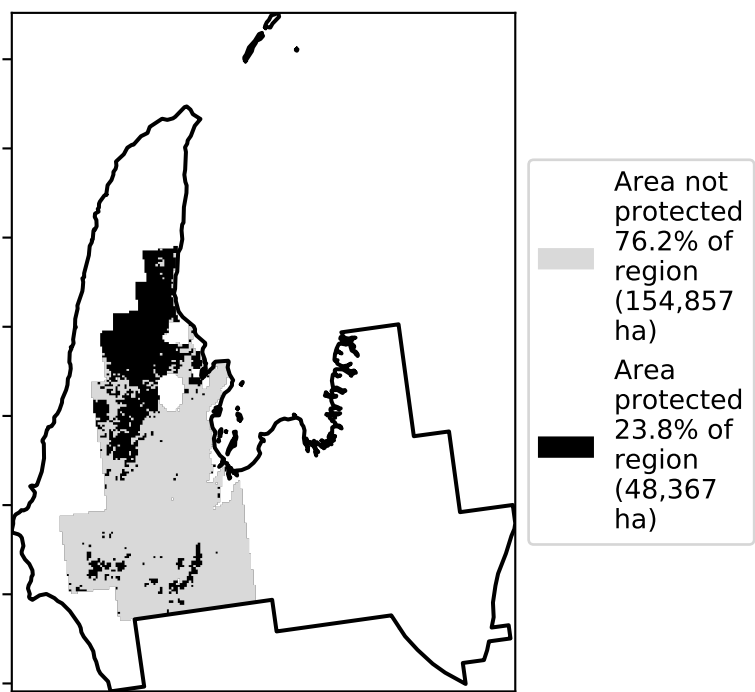 Area not
protected
76.2% of
region
(154,857
ha)
Area
protected
23.8% of
region
(48,367
ha)